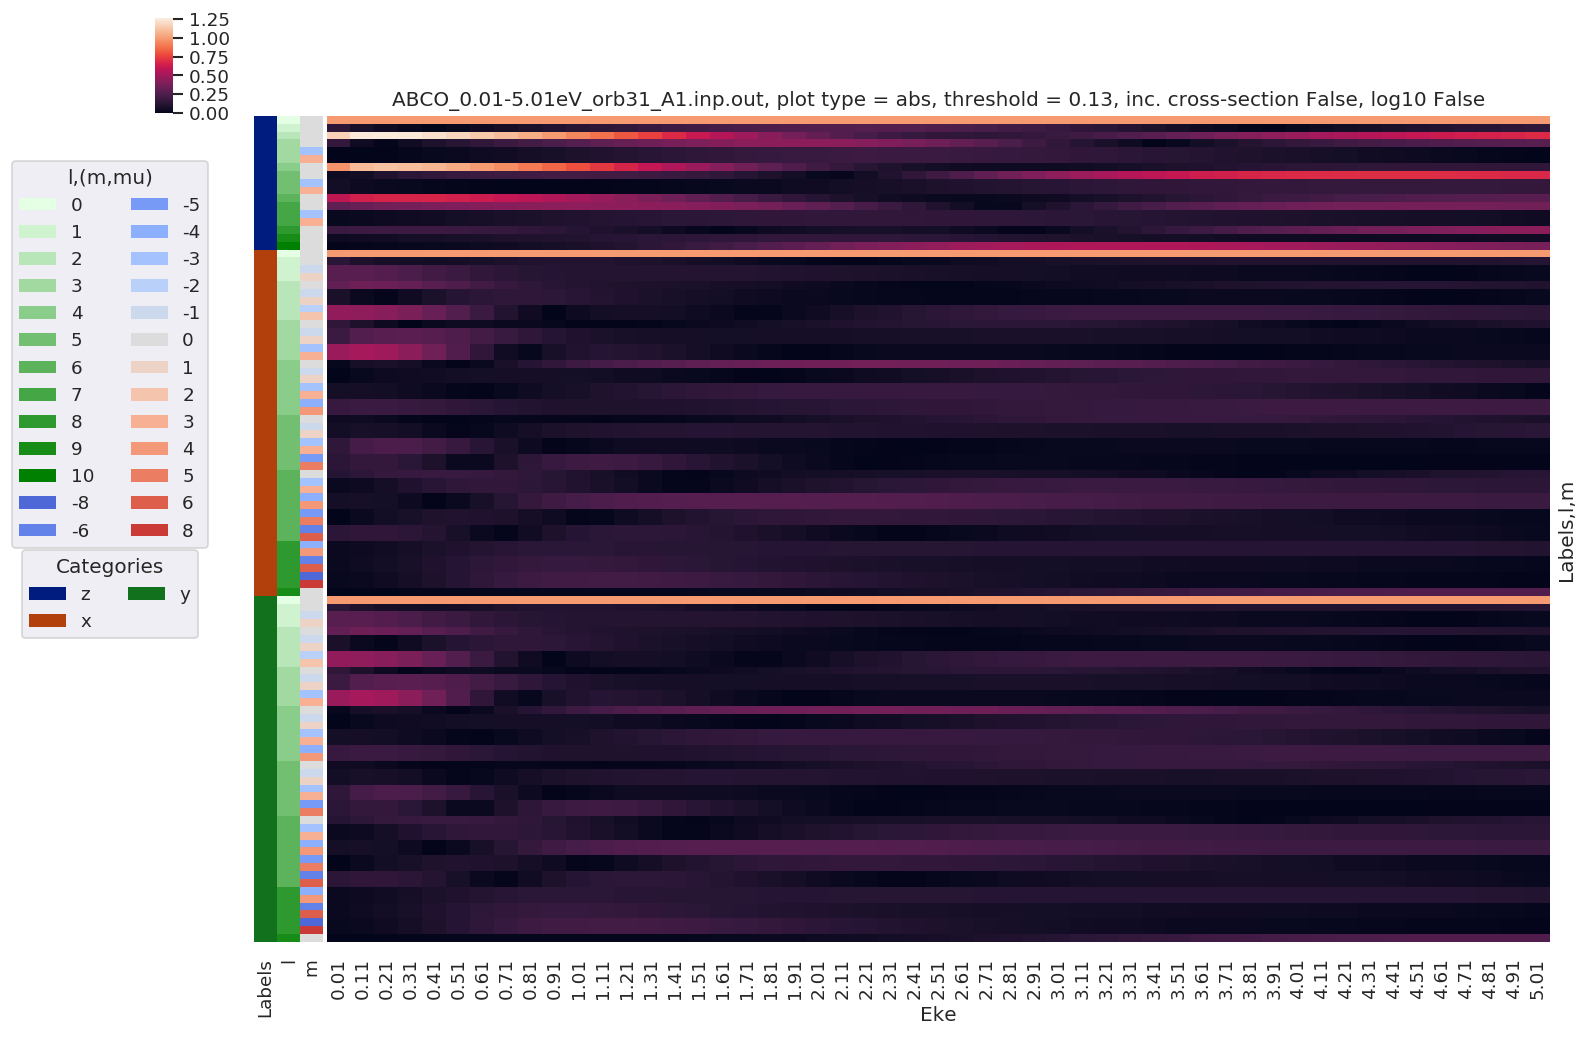 1.25
1.00
0.75
0.50
0.25
0.00
ABCO_0.01-5.01eV_orb31_A1.inp.out, plot type = abs, threshold = 0.13, inc. cross-section False, log10 False
l,(m,mu)
0 -5
1 -4
2 -3
3 -2
4 -1
5 0
6 1
7 2
8 3
9 4
10 5
-8 6
-6 8
Categories
z y
x
Labels,l,m
Labels l m 0.01 0.11 0.21 0.31 0.41 0.51 0.61 0.71 0.81 0.91 1.01 1.11 1.21 1.31 1.41 1.51 1.61 1.71 1.81 1.91 2.01 2.11 2.21 2.31 2.41 2.51 2.61 2.71 2.81 2.91 3.01 3.11 3.21 3.31 3.41 3.51 3.61 3.71 3.81 3.91 4.01 4.11 4.21 4.31 4.41 4.51 4.61 4.71 4.81 4.91 5.01
Eke